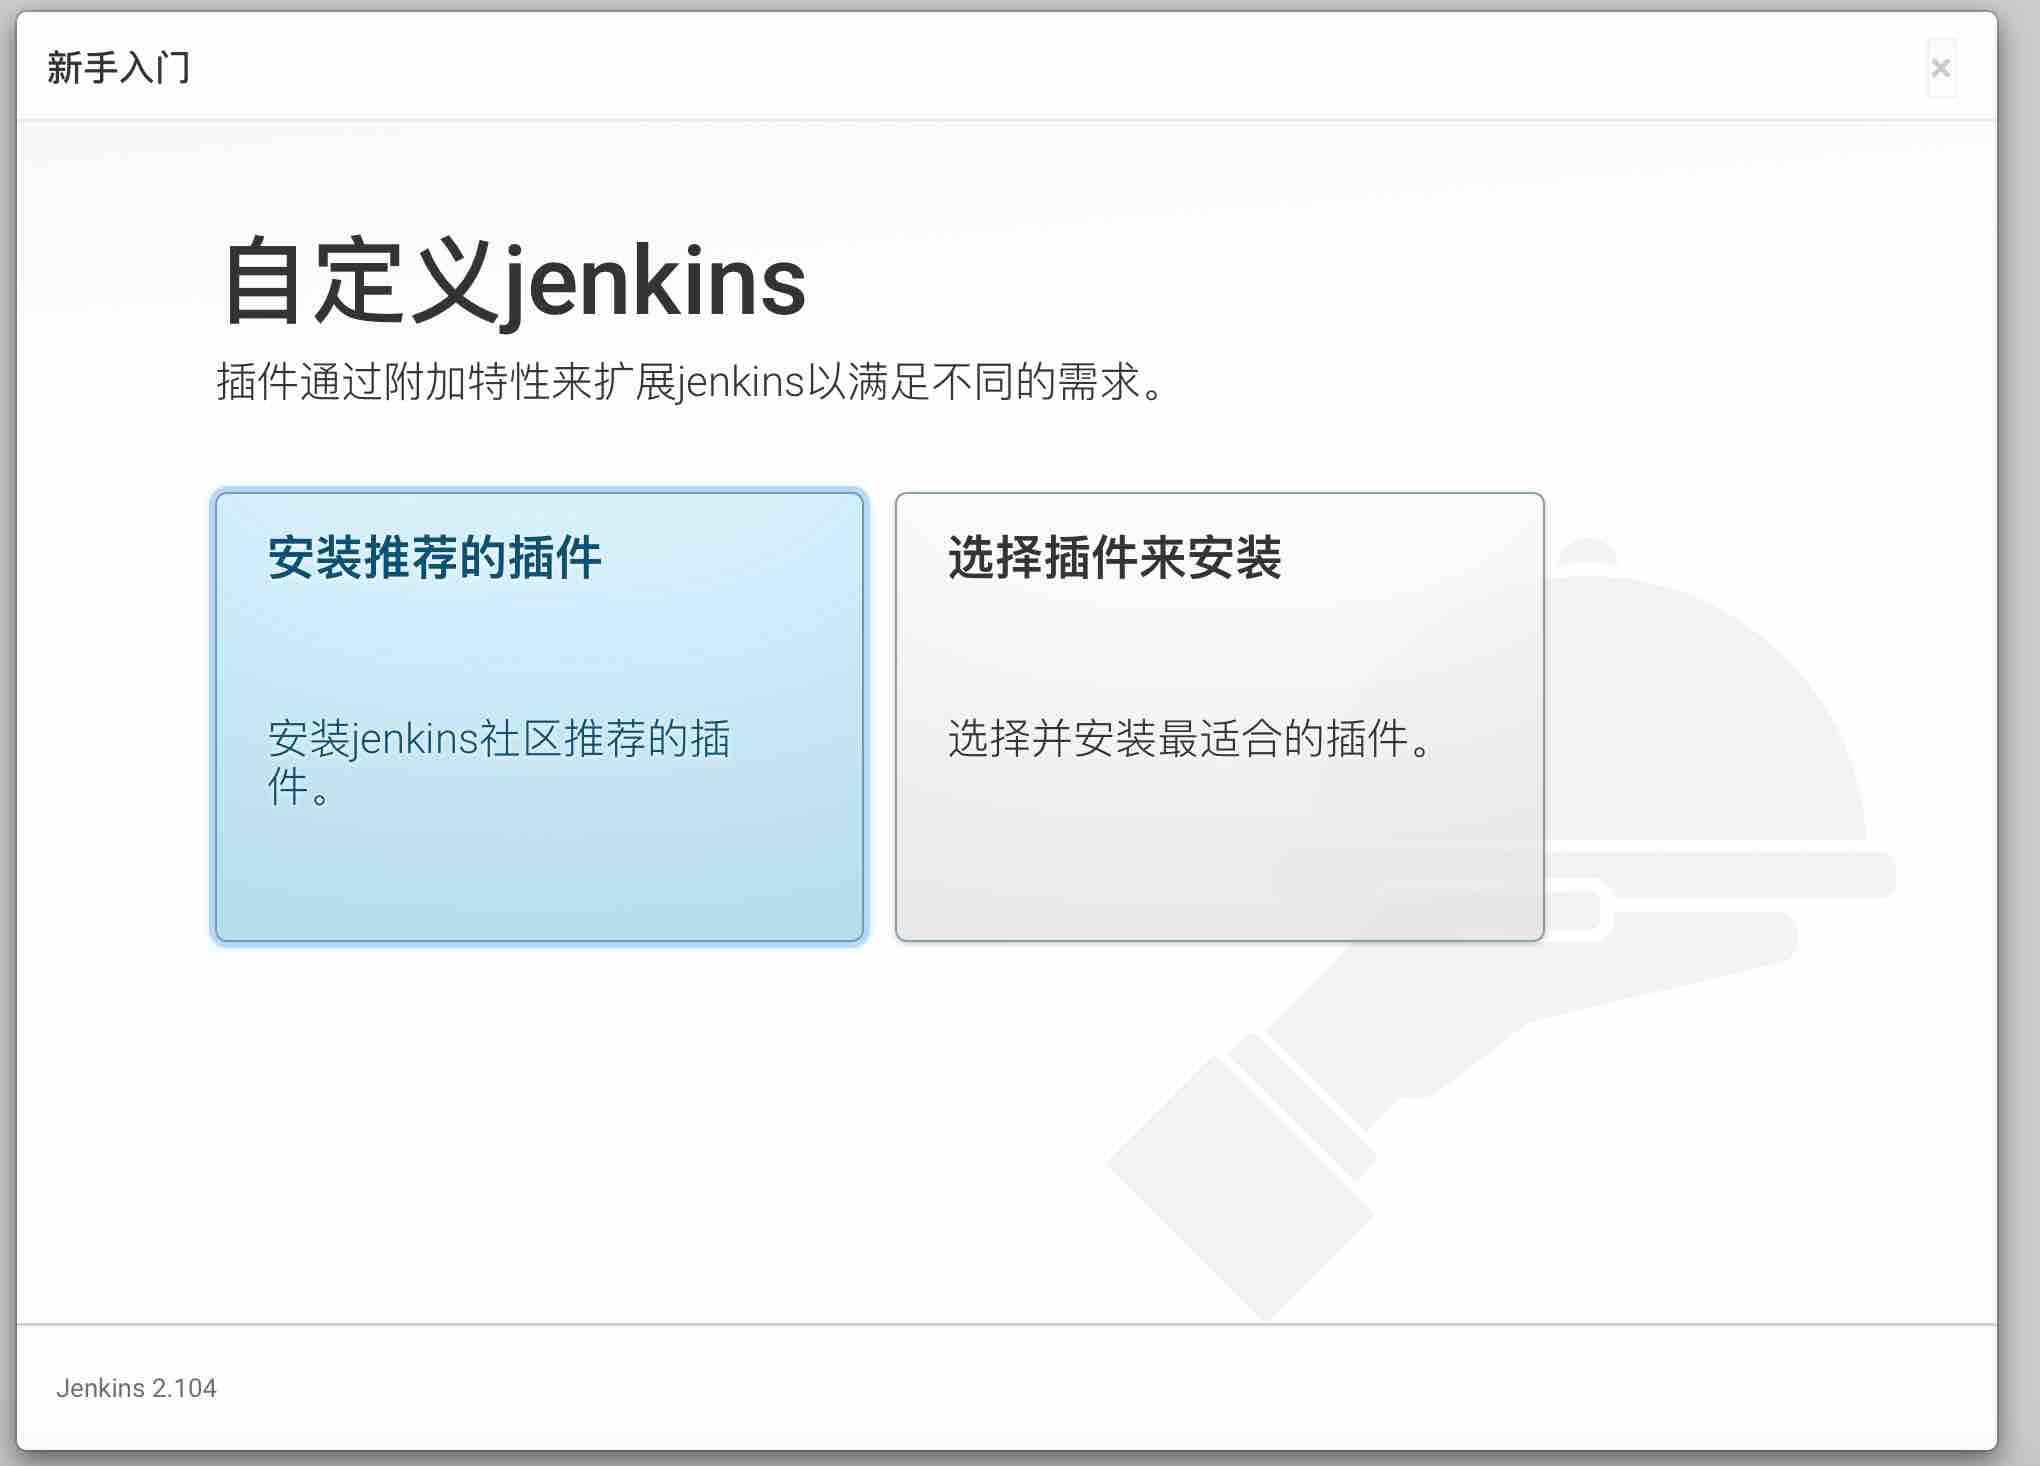 新手入门
×
自定义jenkins
插件通过附加特性来扩展jenkins以满足不同的需求。
安装推荐的插件
安装jenkins社区推荐的插
件。
选择插件来安装
选择并安装最适合的插件。
Jenkins 2.104